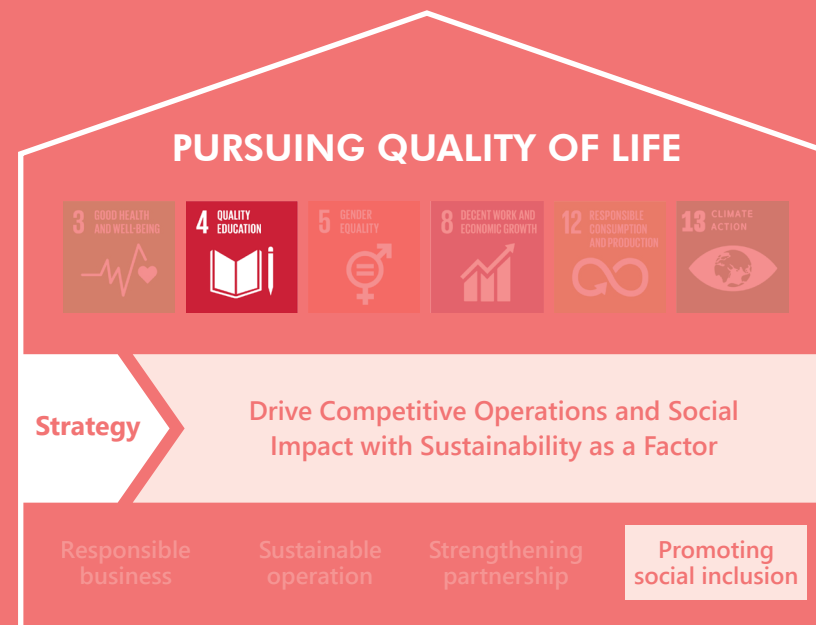 PURSUING QUALITY OF LIFE
3 GOOD HEALTH
AND WELL-BEING
4 QUALITY
EDUCATION
5 GENDER
EQUALITY
8 DECENT WORK AND
ECONOMIC GROWTH
12 RESPONSIBLE
CONSUMPTION
AND PRODUCTION
13 CLIMATE
ACTION
Strategy
Drive Competitive Operations and Social
Impact with Sustainability as a Factor
Responsible
business
Sustainable
operation
Strengthening
partnership
Promoting
social inclusion